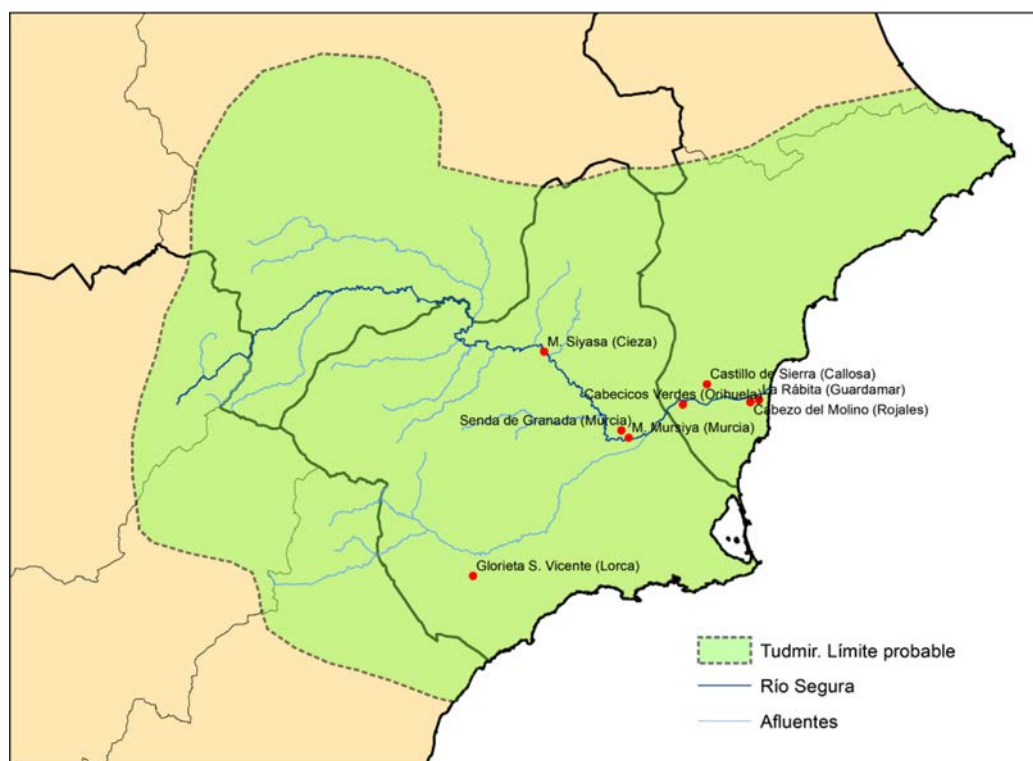 M. Siyasa (Cieza)
Castillo de Sierra (Callosa)
La Rábita (Guardamar)
Cabecicos Verdes (Orihuela)
Cabezo del Molino (Rojales)
Senda de Granada (Murcia)
M. Mursiya (Murcia)
Glorieta S. Vicente (Lorca)
Tudmir. Límite probable
Río Segura
Afluentes